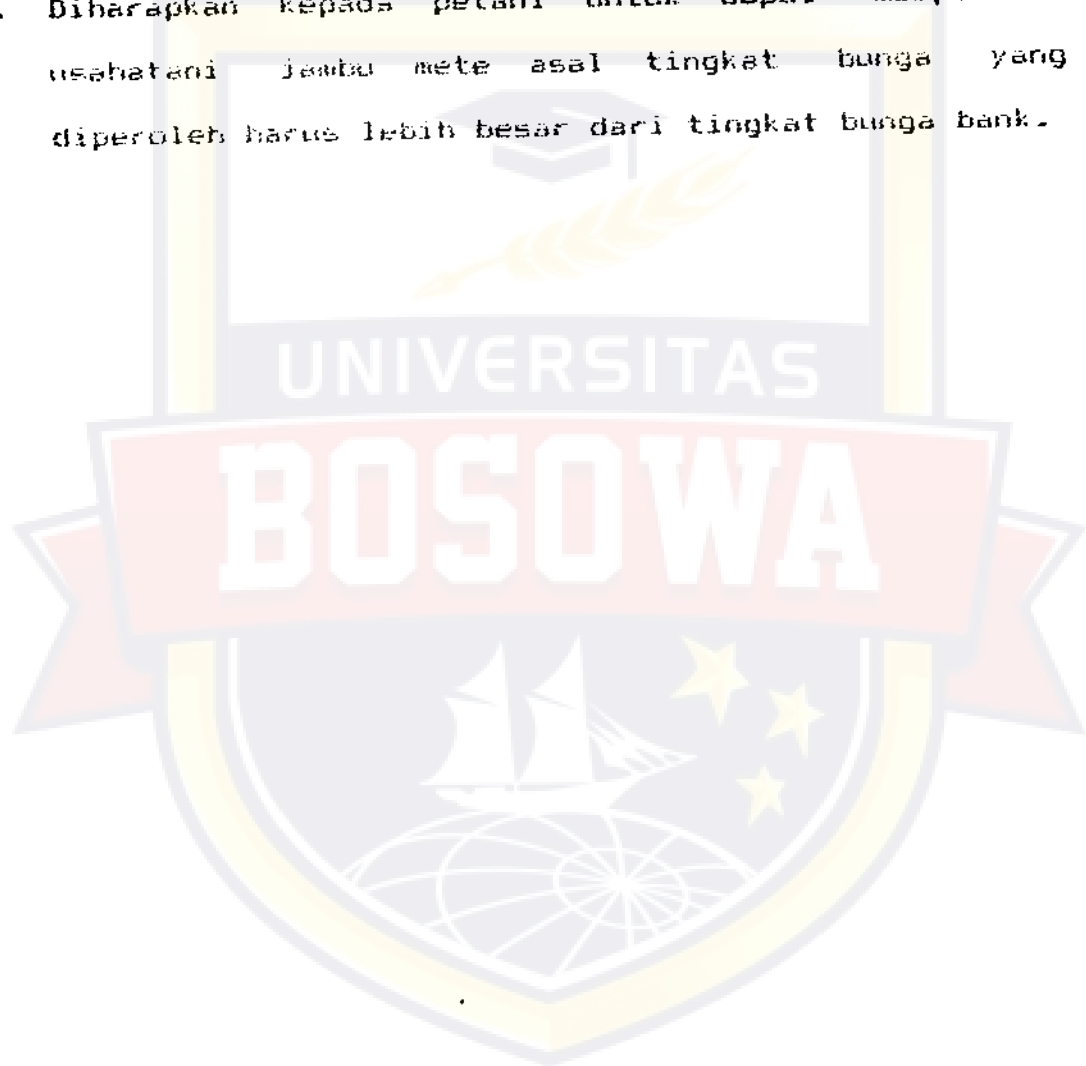 . Diharapkan kepada petani untuk
usahatani jambu mete asal tingkat bunga yang
diperoleh harus lebih besar dari tingkat bunga bank.
UNIVERSITAS
BOSOWA